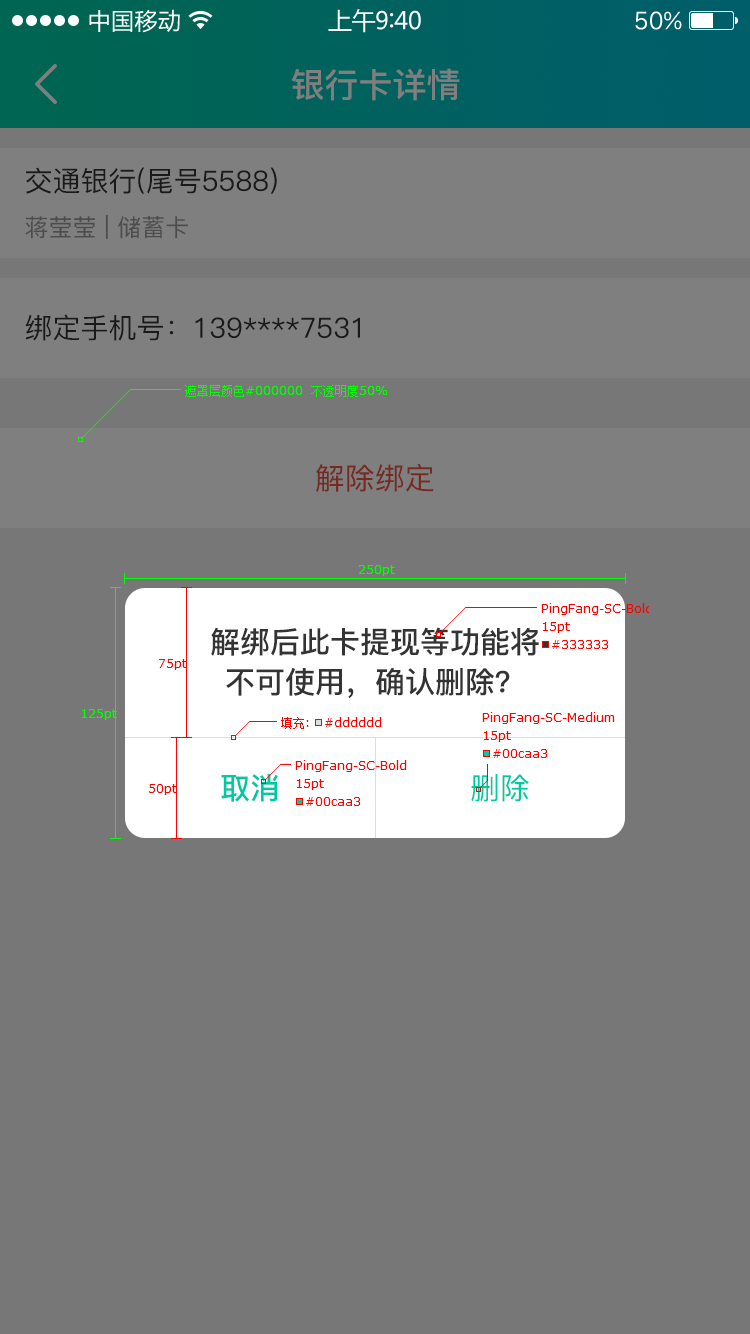 中国移动 上午9:40 50%
银行卡详情
交通银行(尾号5588)
蒋莹莹 | 储蓄卡
绑定手机号：139****7531
遮罩层颜色#000000 不透明度50%
解除绑定
250pt
PingFang-SC-Bold
15pt
#333333
解绑后此卡提现等功能将
不可使用，确认删除?
75pt
125pt
填充: #dddddd
PingFang-SC-Medium
15pt
#00caa3
PingFang-SC-Bold
15pt
#00caa3
50pt
取消 删除